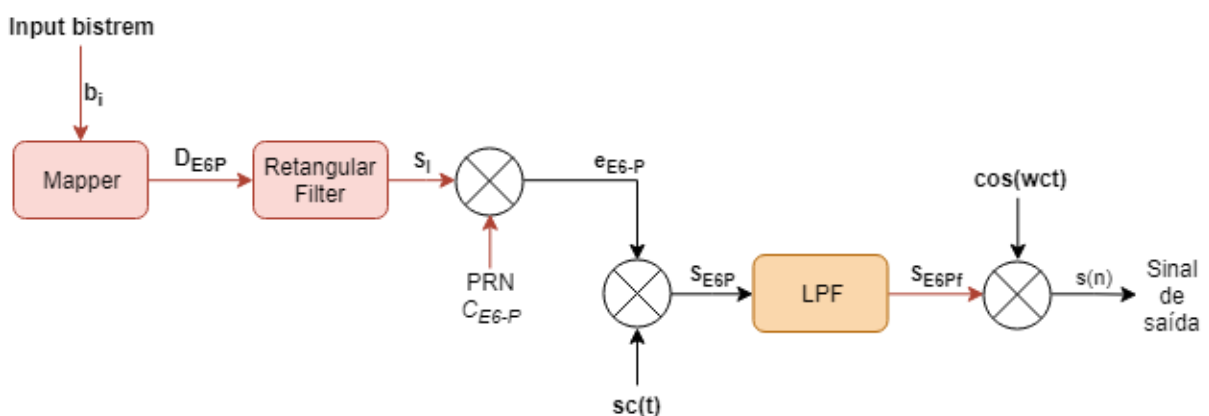 Input bistrem
b_i
Mapper
D_E6P
Retangular
Filter
s_l
PRN
C_E6-P
e_E6-P
sc(t)
S_E6P
LPF
S_E6Pf
cos(wct)
s(n)
Sinal
de
saída